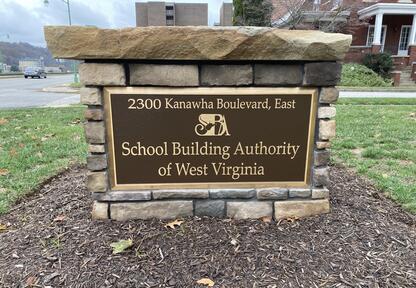 2300 Kanawha Boulevard, East
SBA
School Building Authority
of West Virginia